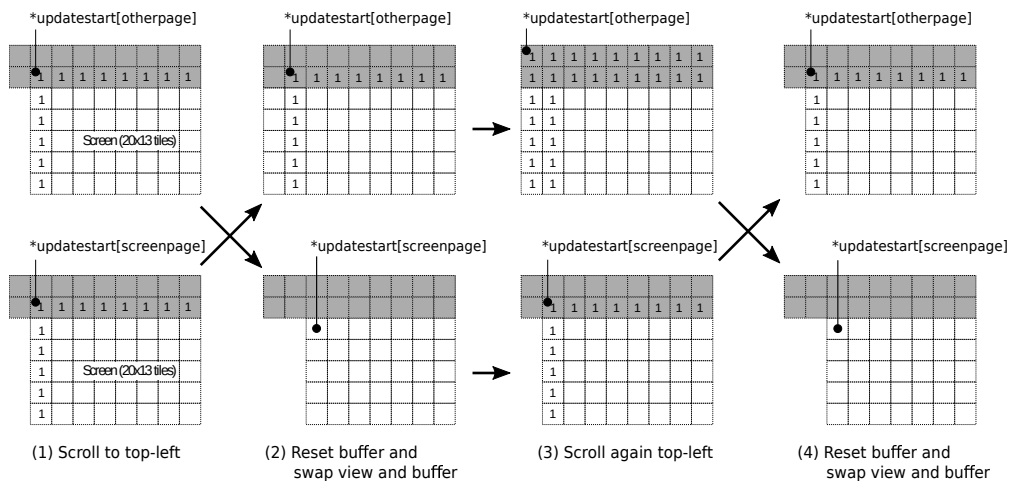 *updatestart[otherpage]
1 1 1 1 1 1 1 1
1
1
1 Screen (20x13 tiles)
1
1
*updatestart[otherpage]
1 1 1 1 1 1 1 1
1
1
1
1
1
*updatestart[otherpage]
1 1 1 1 1 1 1 1 1
1 1 1 1 1 1 1 1 1
1 1
1 1
1 1
1 1
1 1
*updatestart[otherpage]
1 1 1 1 1 1 1 1
1
1
1
1
1
*updatestart[screenpage]
1 1 1 1 1 1 1 1
1
1
1 Screen (20x13 tiles)
1
1
*updatestart[screenpage]
*updatestart[screenpage]
1 1 1 1 1 1 1 1
1
1
1
1
1
*updatestart[screenpage]
(1) Scroll to top-left
(2) Reset buffer and
swap view and buffer
(3) Scroll again top-left
(4) Reset buffer and
swap view and buffer